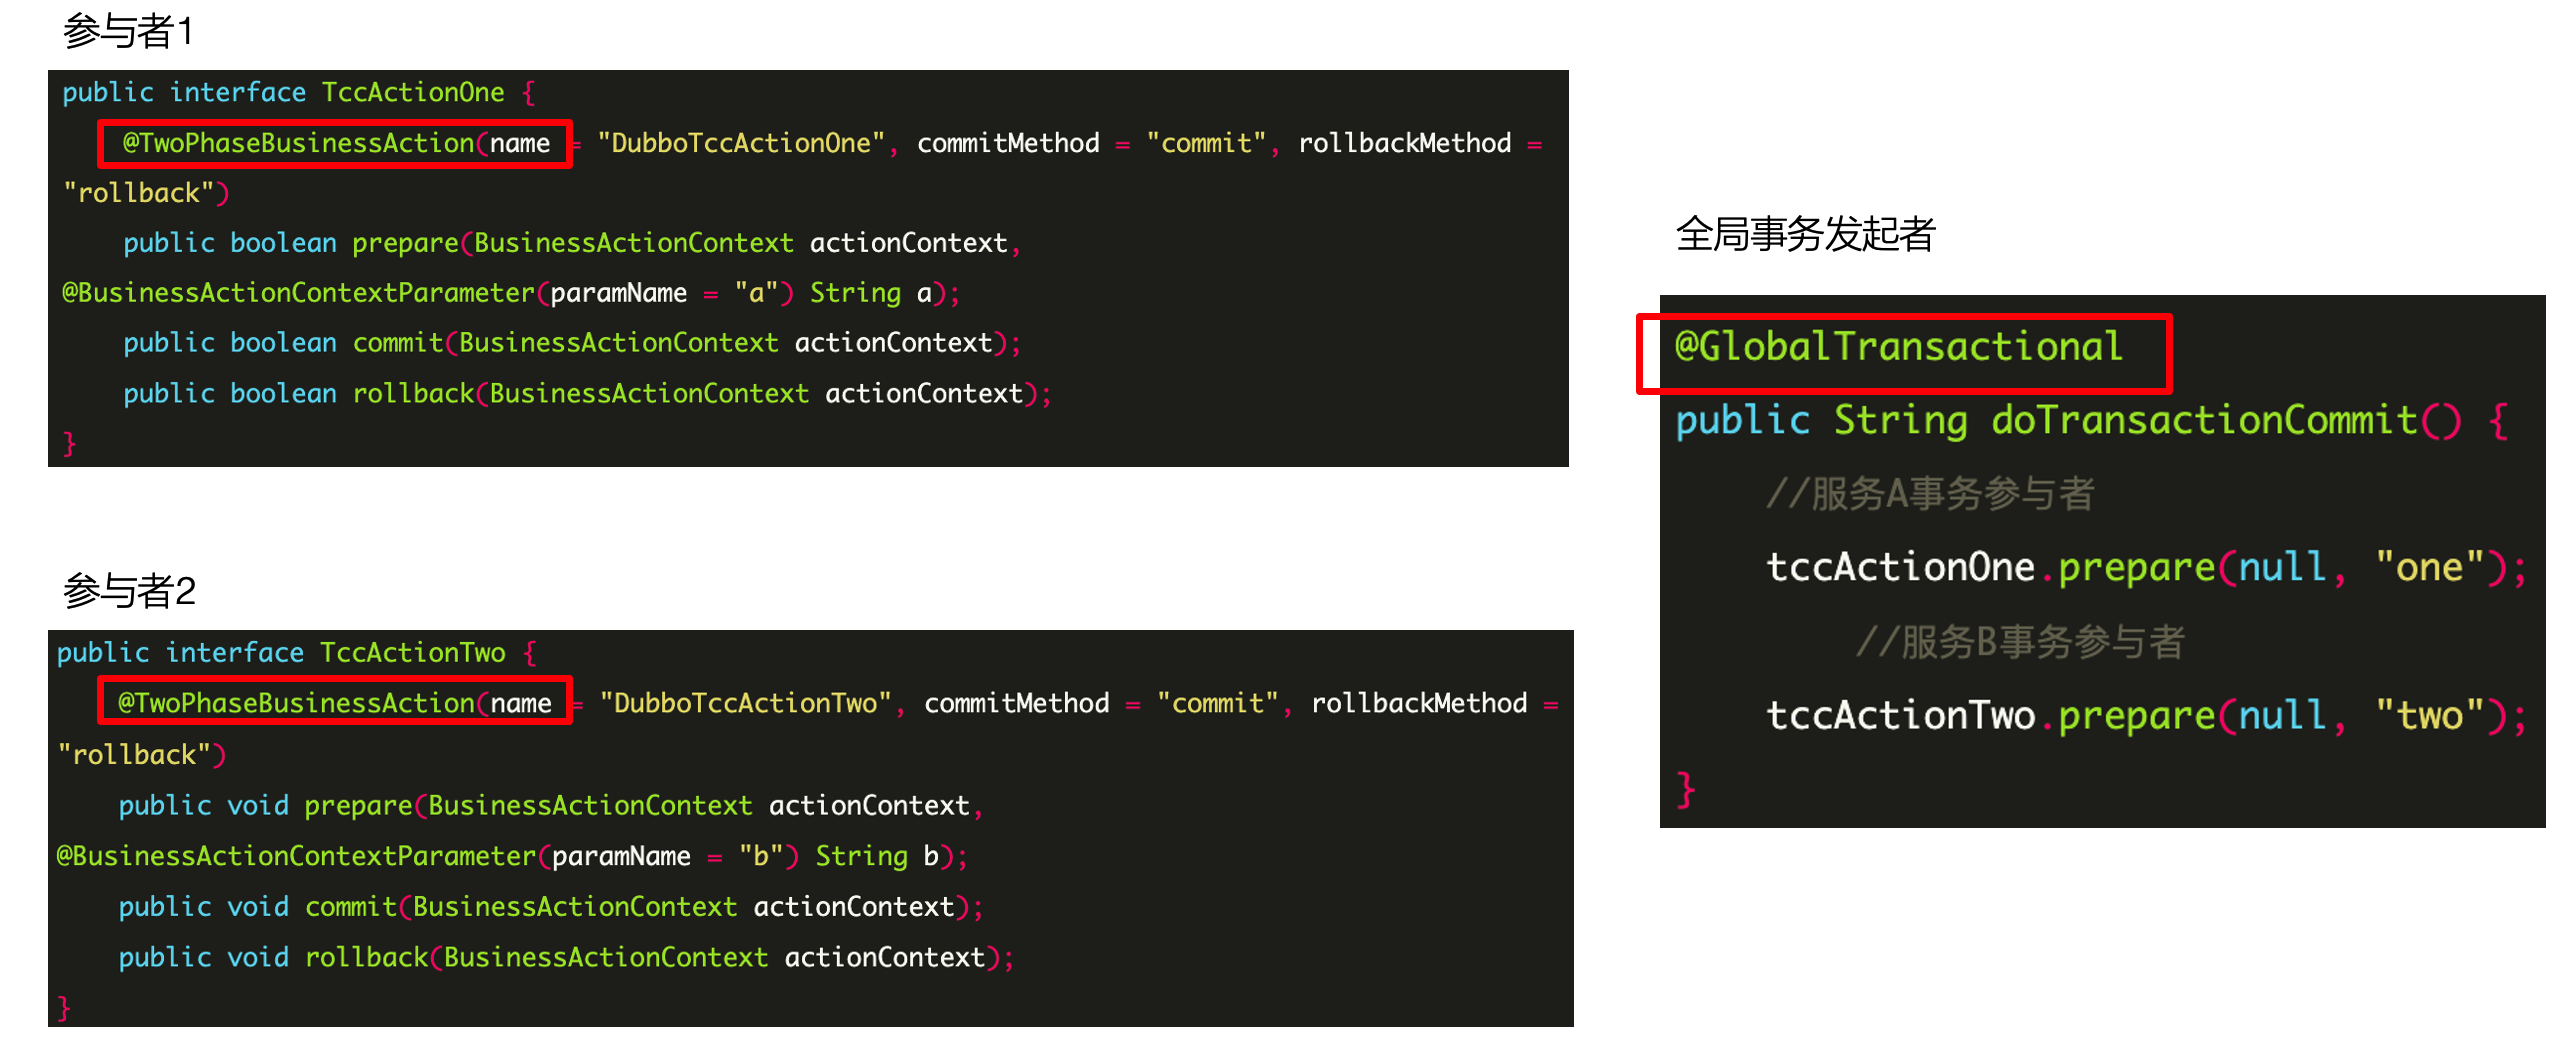 参与者1
public interface TccActionOne {
@TwoPhaseBusinessAction(name = "DubboTccActionOne", commitMethod = "commit", rollbackMethod =
"rollback")
public boolean prepare(BusinessActionContext actionContext,
@BusinessActionContextParameter(paramName = "a") String a);
public boolean commit(BusinessActionContext actionContext);
public boolean rollback(BusinessActionContext actionContext);
}
参与者2
public interface TccActionTwo {
@TwoPhaseBusinessAction(name = "DubboTccActionTwo", commitMethod = "commit", rollbackMethod =
"rollback")
public void prepare(BusinessActionContext actionContext,
@BusinessActionContextParameter(paramName = "b") String b);
public void commit(BusinessActionContext actionContext);
public void rollback(BusinessActionContext actionContext);
}
全局事务发起者
@GlobalTransactional
public String doTransactionCommit() {
//服务A事务参与者
tccActionOne.prepare(null, "one");
//服务B事务参与者
tccActionTwo.prepare(null, "two");
}